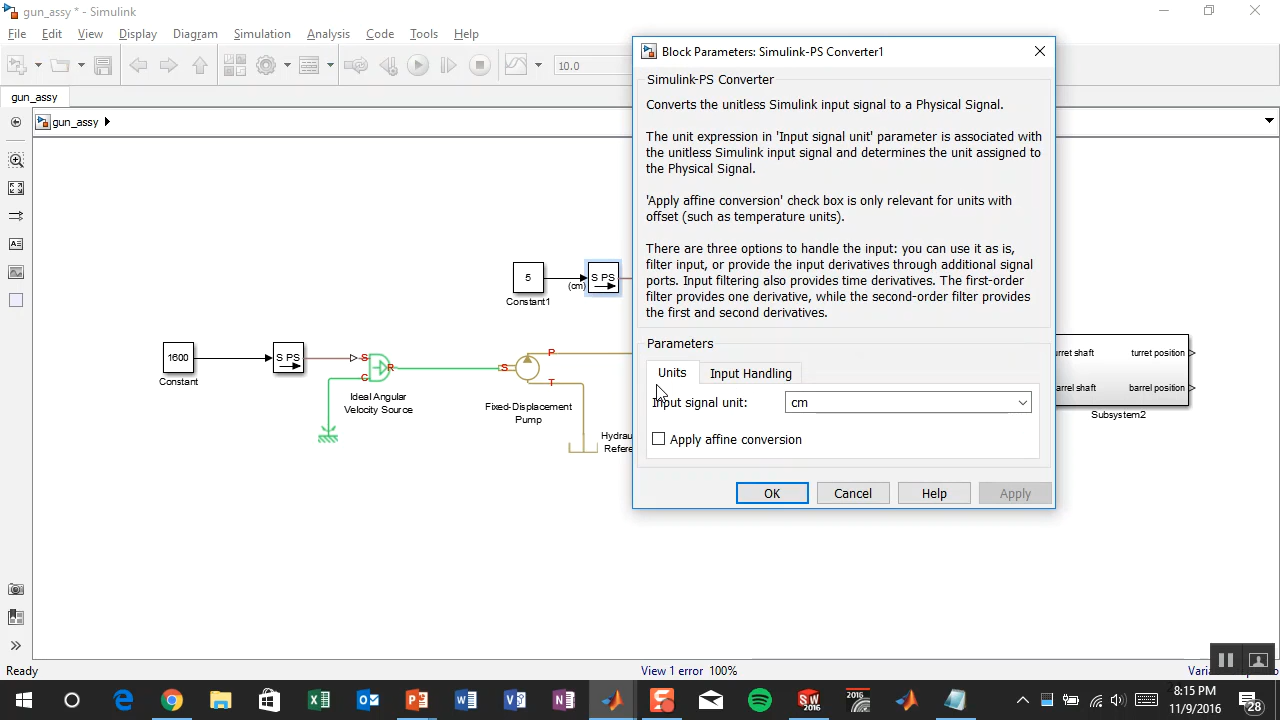 gun_assy * - Simulink
File Edit View Display Diagram Simulation Analysis Code Tools Help
10.0
gun_assy
gun_assy
Block Parameters: Simulink-PS Converter1
Simulink-PS Converter
Converts the unitless Simulink input signal to a Physical Signal.
The unit expression in 'Input signal unit' parameter is associated with
the unitless Simulink input signal and determines the unit assigned to
the Physical Signal.
'Apply affine conversion' check box is only relevant for units with
offset (such as temperature units).
There are three options to handle the input: you can use it as is,
filter input, or provide the input derivatives through additional signal
ports. Input filtering also provides time derivatives. The first-order
filter provides one derivative, while the second-order filter provides
the first and second derivatives.
Parameters
Units Input Handling
Input signal unit: cm
Apply affine conversion
OK Cancel Help Apply
5
(cm)
S PS
Constant1
1600
Constant
S PS
S
R
C
Ideal Angular
Velocity Source
S
P
T
Fixed-Displacement
Pump
Hydrau
Refere
rret shaft turret position
arrel shaft barrel position
Subsystem2
Ready View 1 error 100% Varia
8:15 PM
11/9/2016
28
2016
2016